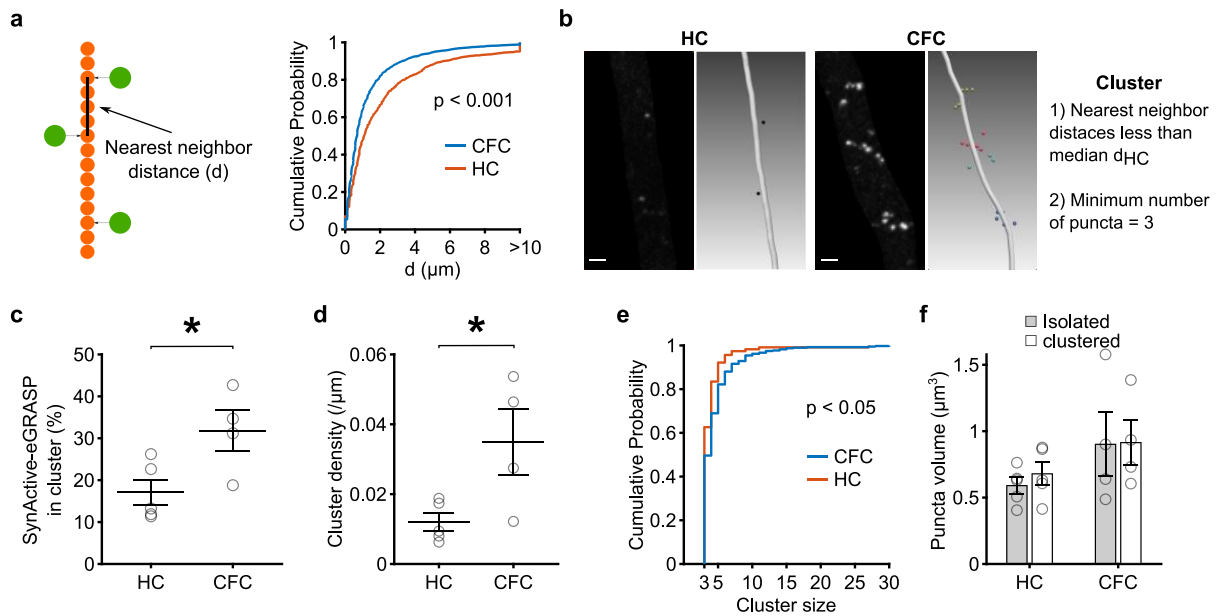 a
Nearest neighbor
distance (d)
Cumulative Probability
1
0.8
0.6
0.4
0.2
0
p < 0.001
CFC
HC
0 2 4 6 8 >10
d (µm)
b
HC
CFC
Cluster
1) Nearest neighbor
distaces less than
median dHC
2) Minimum number
of puncta = 3
c
*
SynActive-eGRASP
in cluster (%)
50
40
30
20
10
0
HC CFC
d
*
Cluster density (/µm)
0.06
0.04
0.02
0
HC CFC
e
Cumulative Probability
1
0.8
0.6
0.4
0.2
0
p < 0.05
CFC
HC
3 5 10 15 20 25 30
Cluster size
f
Isolated
clustered
Puncta volume (µm³)
1.5
1
0.5
0
HC CFC